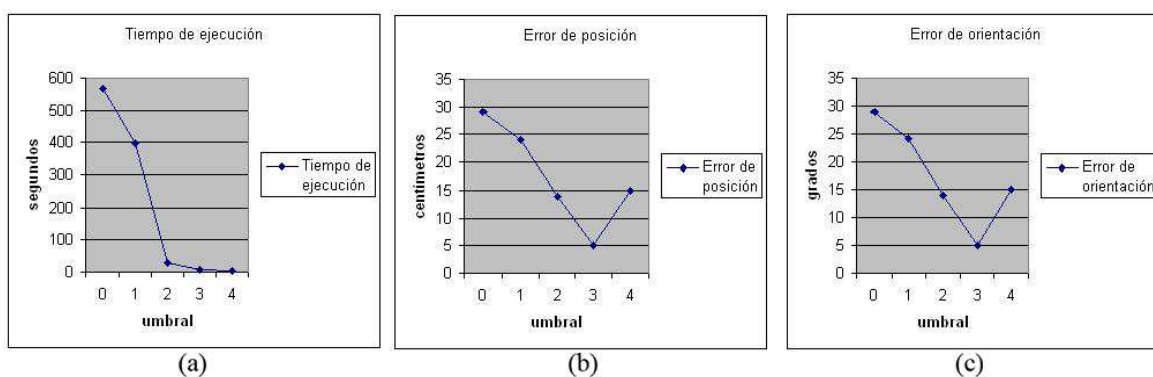 Tiempo de ejecución
600
500
400
300
200
100
0
segundos
0 1 2 3 4
umbral
Tiempo de
ejecución
(a)
Error de posición
35
30
25
20
15
10
5
0
centímetros
0 1 2 3 4
umbral
Error de
posición
(b)
Error de orientación
35
30
25
20
15
10
5
0
grados
0 1 2 3 4
umbral
Error de
orientación
(c)